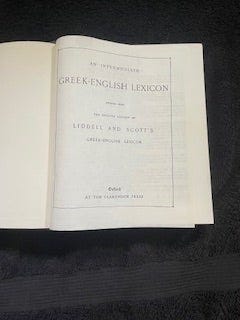 AN INTERMEDIATE
GREEK-ENGLISH LEXICON
FOUNDED UPON
THE SEVENTH EDITION OF
LIDDELL AND SCOTT'S
GREEK-ENGLISH LEXICON
Oxford
AT THE CLARENDON PRESS